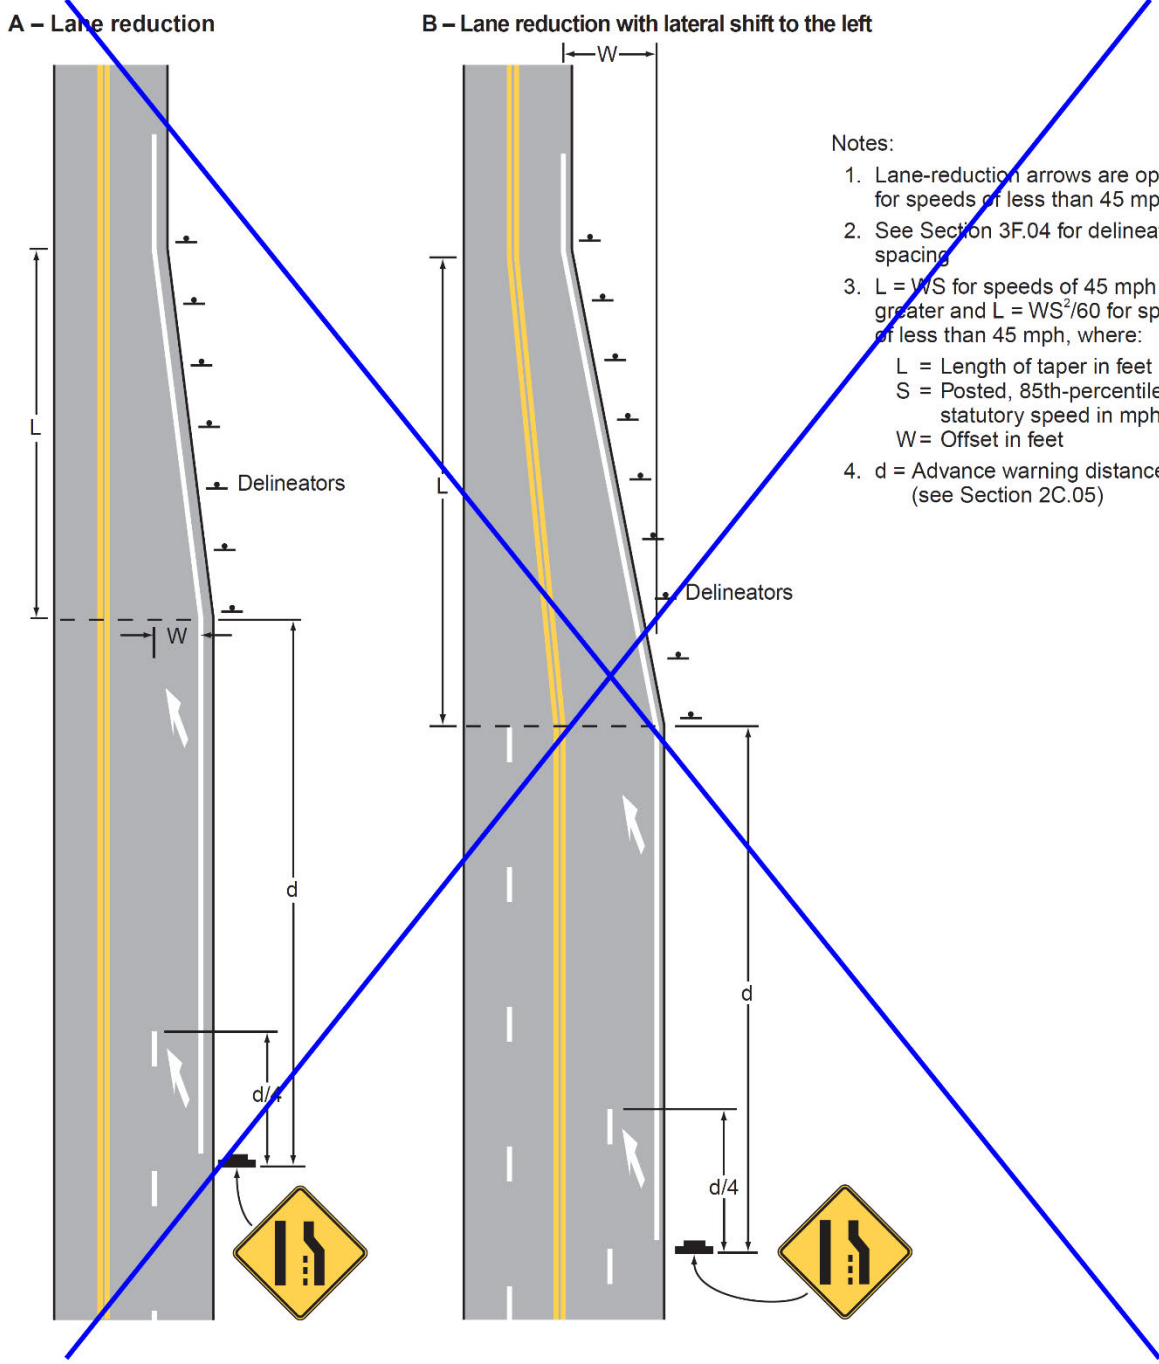 A – Lane reduction
B – Lane reduction with lateral shift to the left
W
Notes:
1. Lane-reduction arrows are op
for speeds of less than 45 mp
2. See Section 3F.04 for delinea
spacing
3. L = WS for speeds of 45 mph
greater and L = WS²/60 for sp
of less than 45 mph, where:
L = Length of taper in feet
S = Posted, 85th-percentile
statutory speed in mph
W = Offset in feet
4. d = Advance warning distance
(see Section 2C.05)
L
Delineators
L
Delineators
W
d
d
d/4
d/4